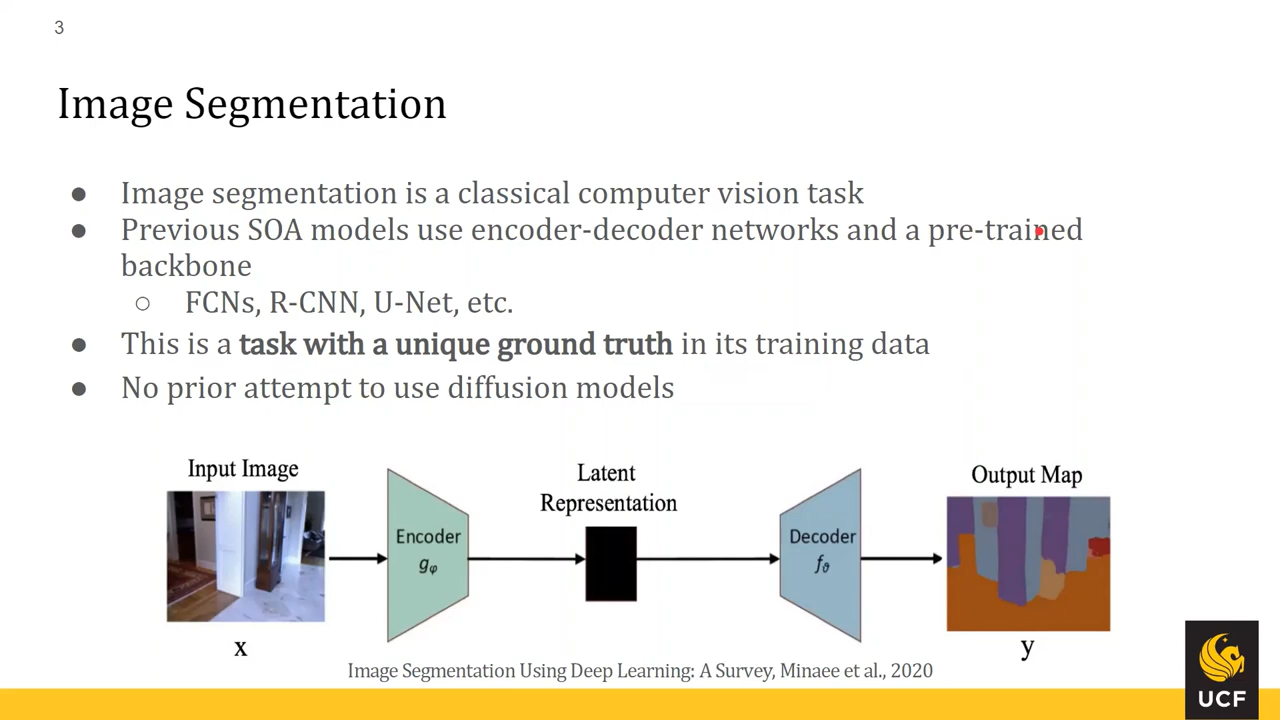 3
Image Segmentation
● Image segmentation is a classical computer vision task
● Previous SOA models use encoder-decoder networks and a pre-trained
backbone
○ FCNs, R-CNN, U-Net, etc.
● This is a task with a unique ground truth in its training data
● No prior attempt to use diffusion models
Input Image
x
Encoder
gφ
Latent
Representation
Decoder
fϑ
Output Map
y
Image Segmentation Using Deep Learning: A Survey, Minaee et al., 2020
UCF